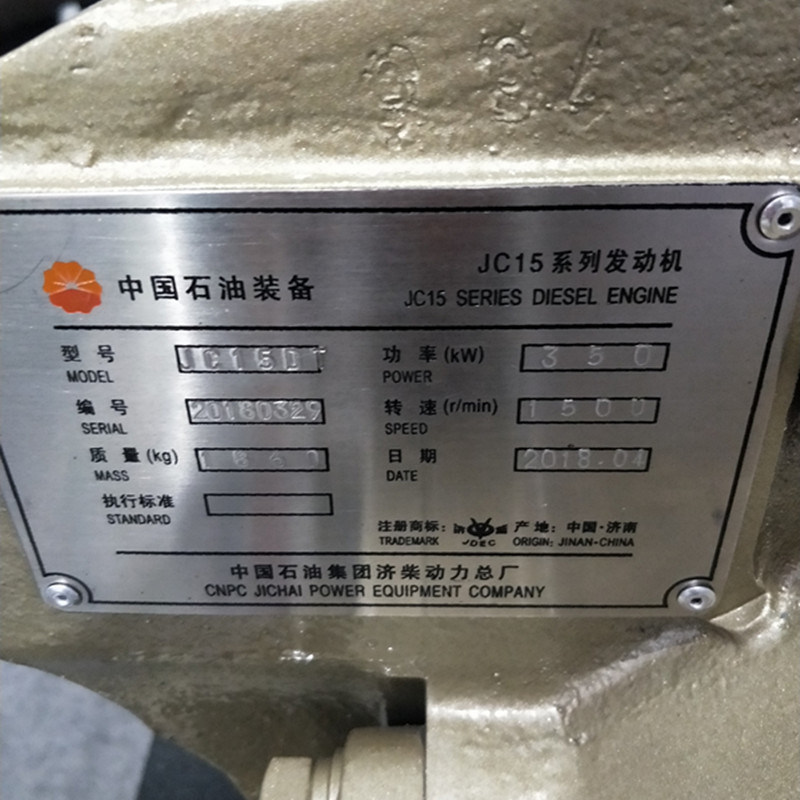 中国石油装备
JC15系列发动机
JC15 SERIES DIESEL ENGINE
型号 JC15DT
MODEL
功率(kW) 350
POWER
编号 20160329
SERIAL
转速(r/min) 1500
SPEED
质量(kg)
MASS
日期 2018.04
DATE
执行标准
STANDARD
注册商标: 济柴 产地: 中国·济南
TRADEMARK JDEC ORIGIN: JINAN-CHINA
中国石油集团济柴动力总厂
CNPC JICHAI POWER EQUIPMENT COMPANY